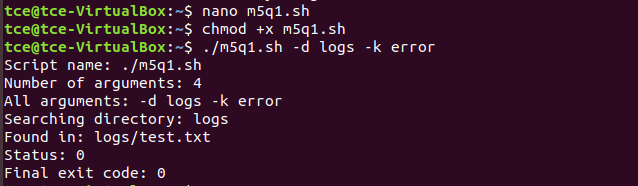 tce@tce-VirtualBox:~$ nano m5q1.sh
tce@tce-VirtualBox:~$ chmod +x m5q1.sh
tce@tce-VirtualBox:~$ ./m5q1.sh -d logs -k error
Script name: ./m5q1.sh
Number of arguments: 4
All arguments: -d logs -k error
Searching directory: logs
Found in: logs/test.txt
Status: 0
Final exit code: 0